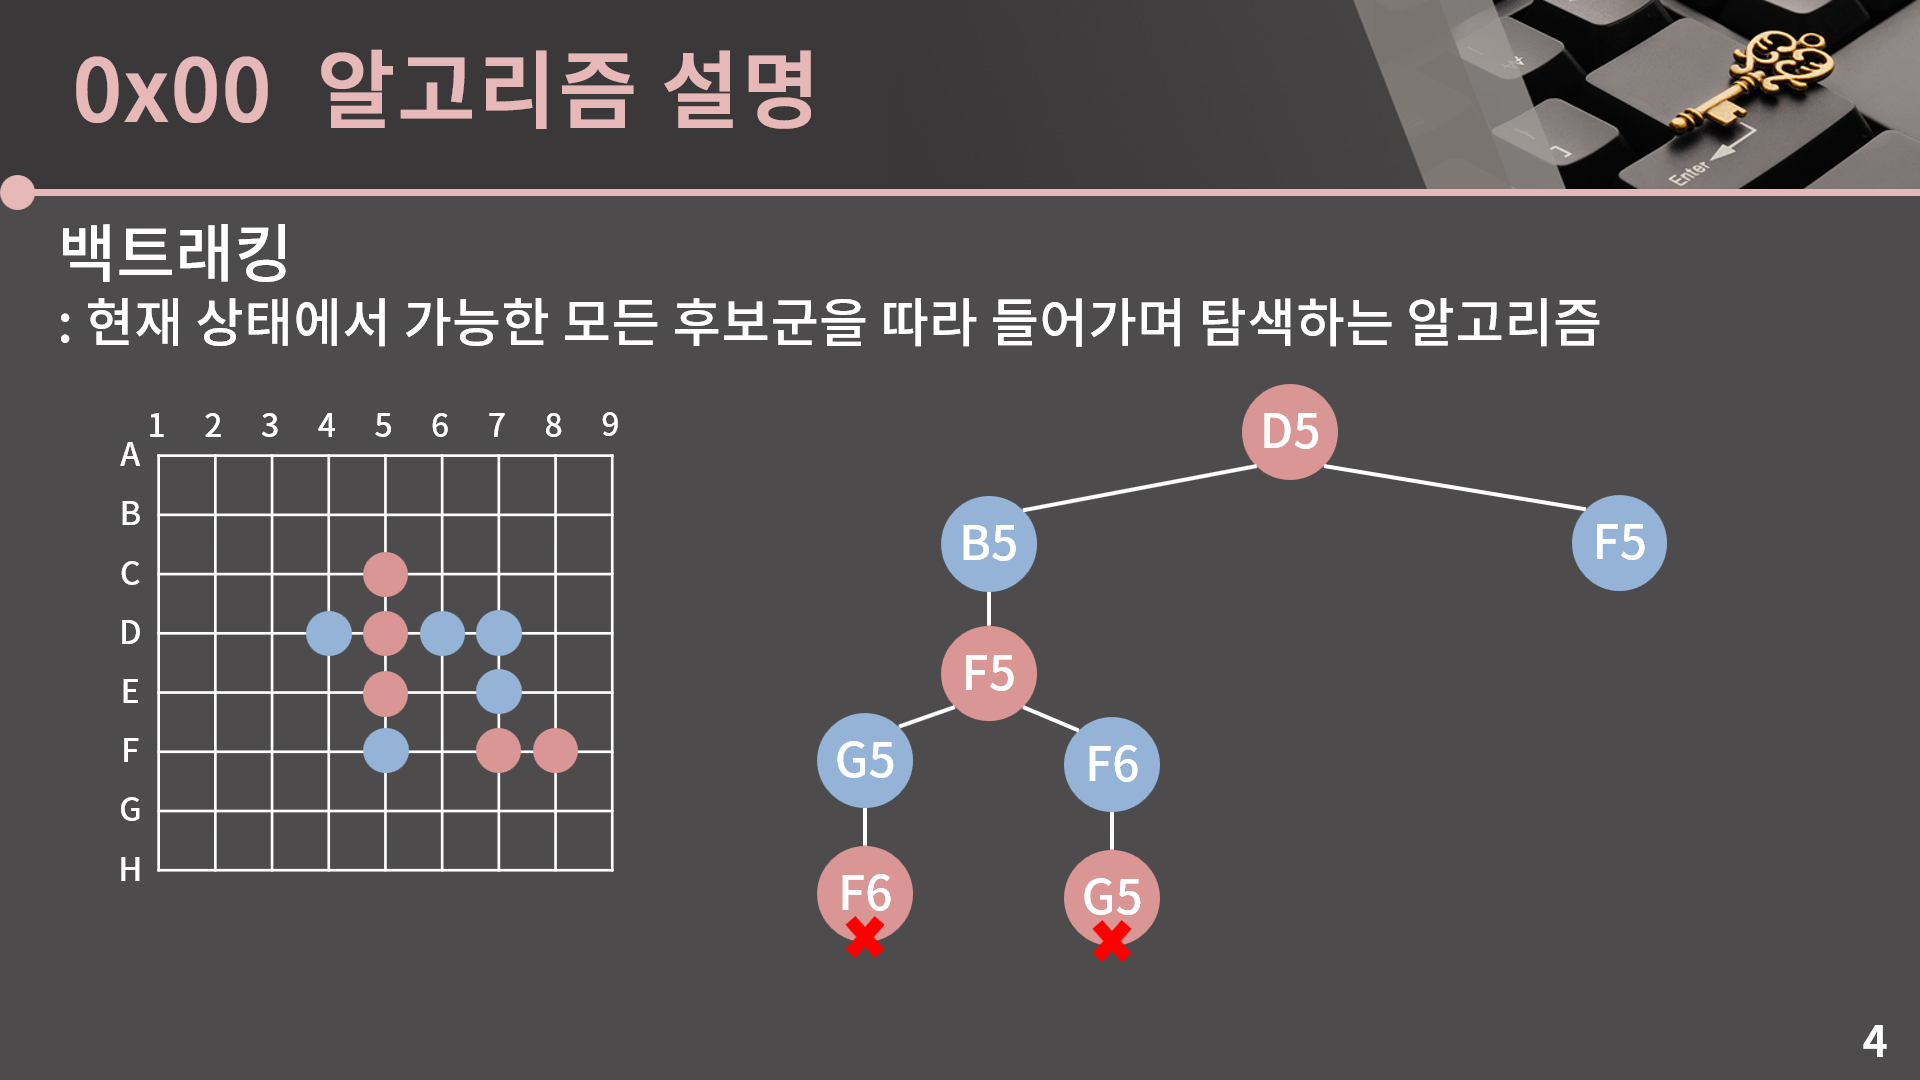 0x00 알고리즘 설명
Enter
백트래킹
: 현재 상태에서 가능한 모든 후보군을 따라 들어가며 탐색하는 알고리즘
1 2 3 4 5 6 7 8 9
A
B
C
D
E
F
G
H
D5
B5 F5
F5
G5 F6
F6 G5
4